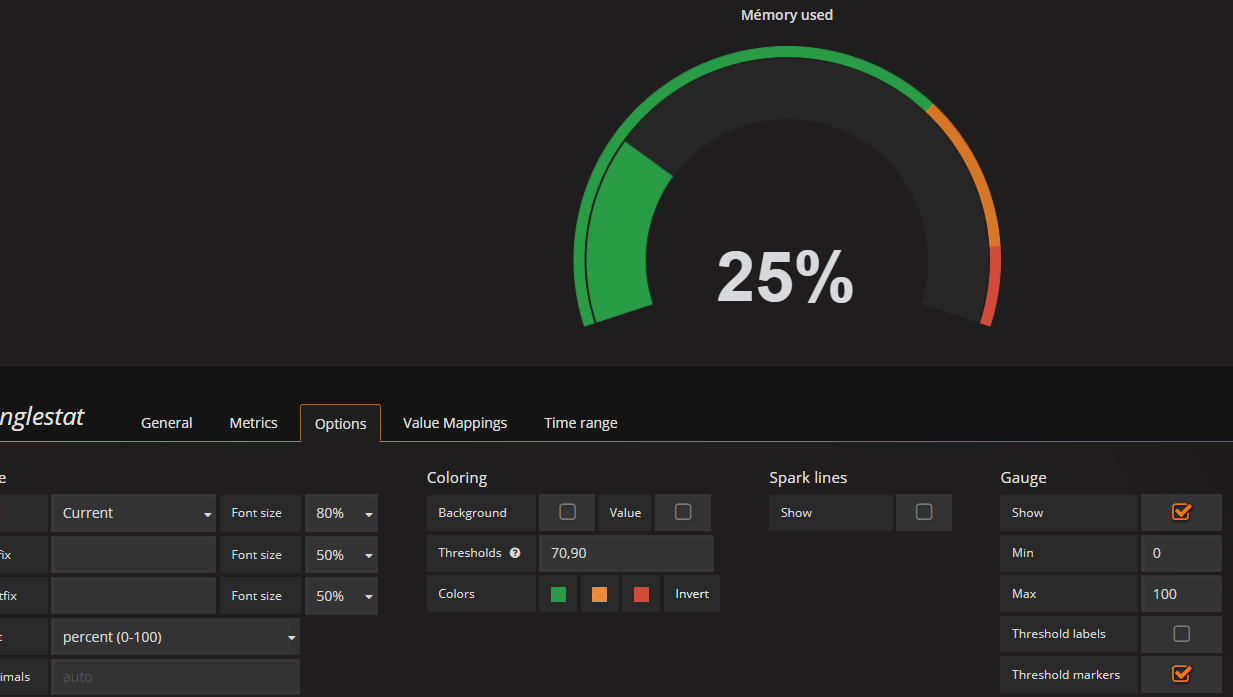 Mémory used
25%
nglestat General Metrics Options Value Mappings Time range
e Coloring Spark lines Gauge
Current Font size 80% Background Value Show Show
fix Font size 50% Thresholds ? 70,90 Min 0
tfix Font size 50% Colors Invert Max 100
percent (0-100) Threshold labels
imals auto Threshold markers